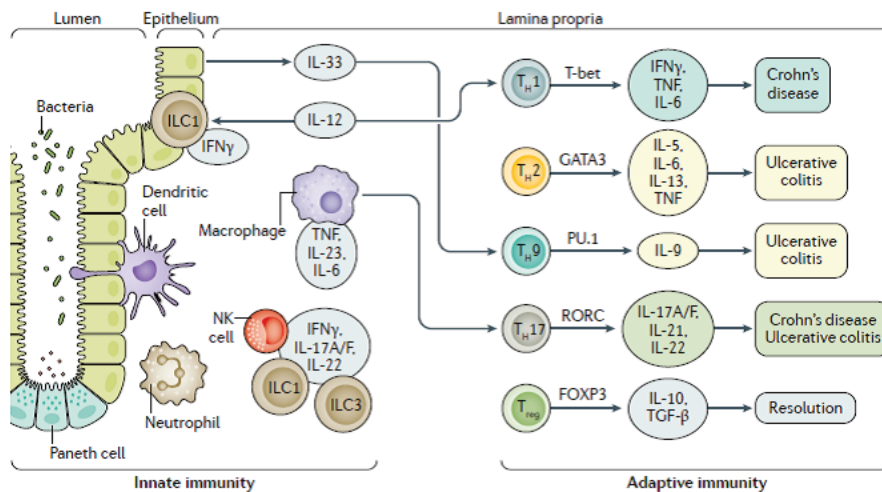 Lumen
Epithelium
Lamina propria
Bacteria
ILC1
IFNγ
IL-33
IL-12
Dendritic
cell
Macrophage
TNF,
IL-23,
IL-6
NK
cell
IFNγ,
IL-17A/F,
IL-22
ILC1
ILC3
Neutrophil
Paneth cell
Innate immunity
TH1
T-bet
IFNγ,
TNF,
IL-6
Crohn's
disease
TH2
GATA3
IL-5,
IL-6,
IL-13,
TNF
Ulcerative
colitis
TH9
PU.1
IL-9
Ulcerative
colitis
TH17
RORC
IL-17A/F,
IL-21,
IL-22
Crohn's disease
Ulcerative colitis
Treg
FOXP3
IL-10,
TGF-β
Resolution
Adaptive immunity